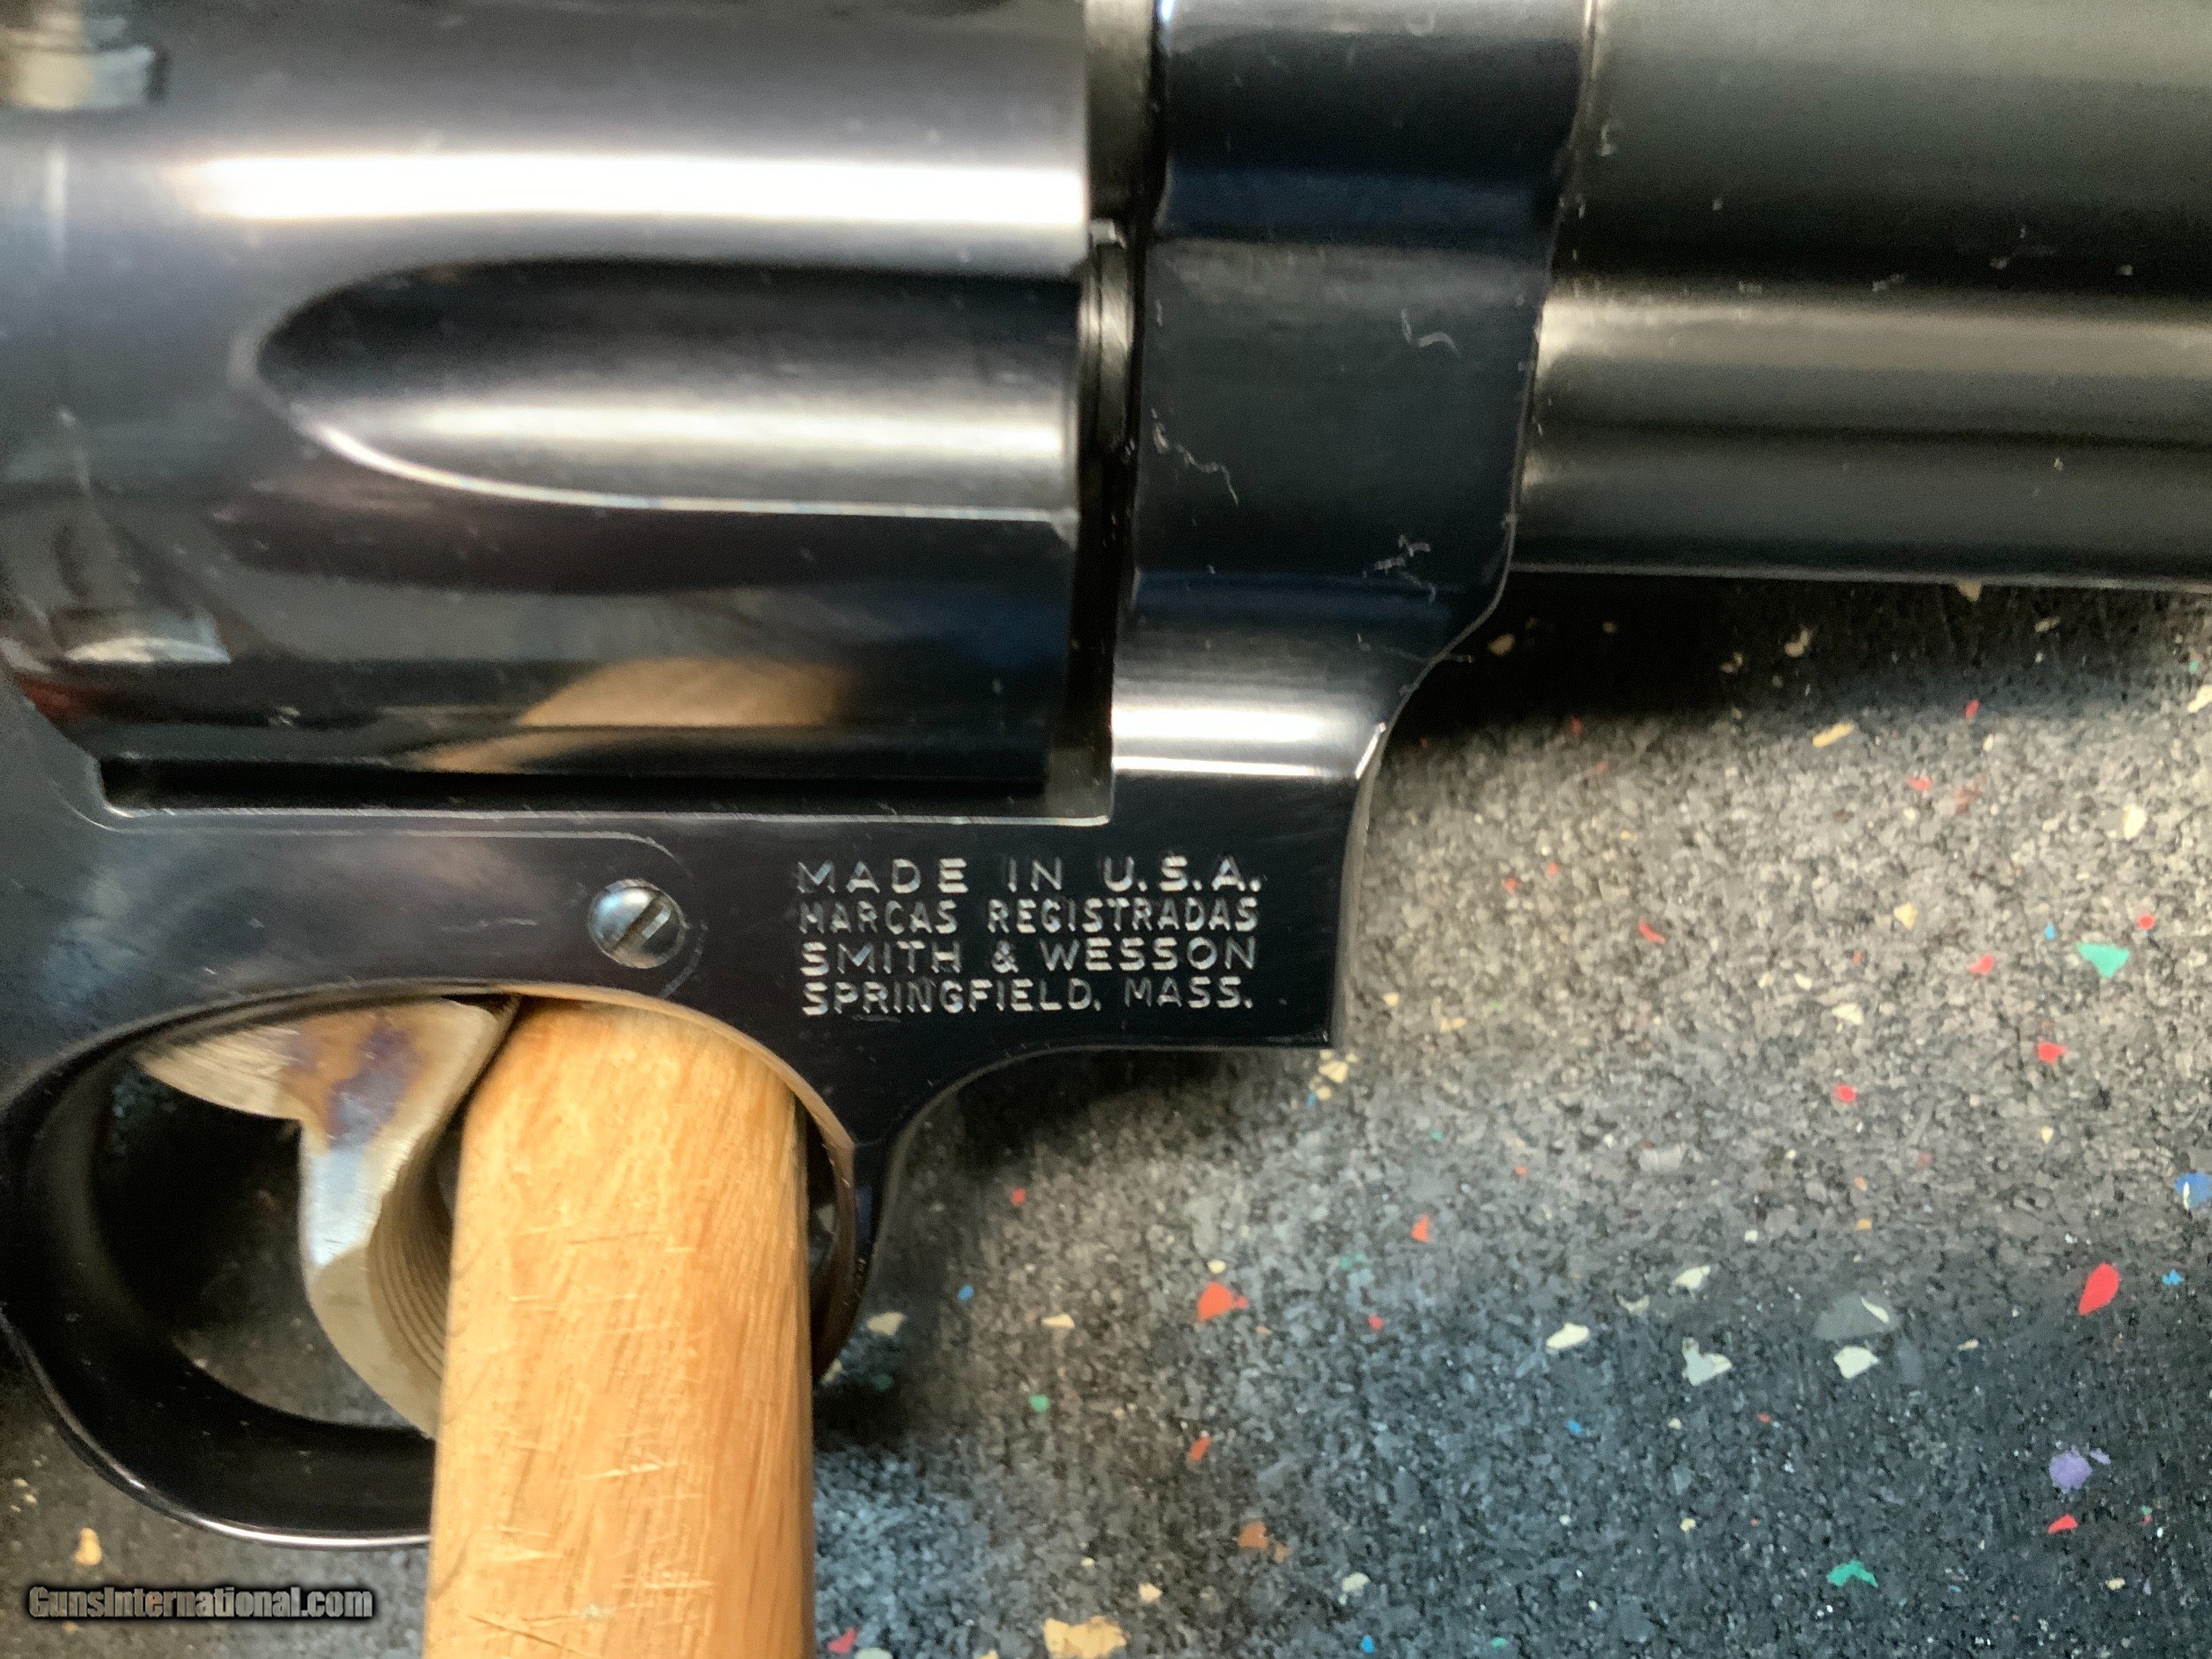 MADE IN U.S.A.
MARCAS REGISTRADAS
SMITH & WESSON
SPRINGFIELD, MASS.
GunsInternational.com